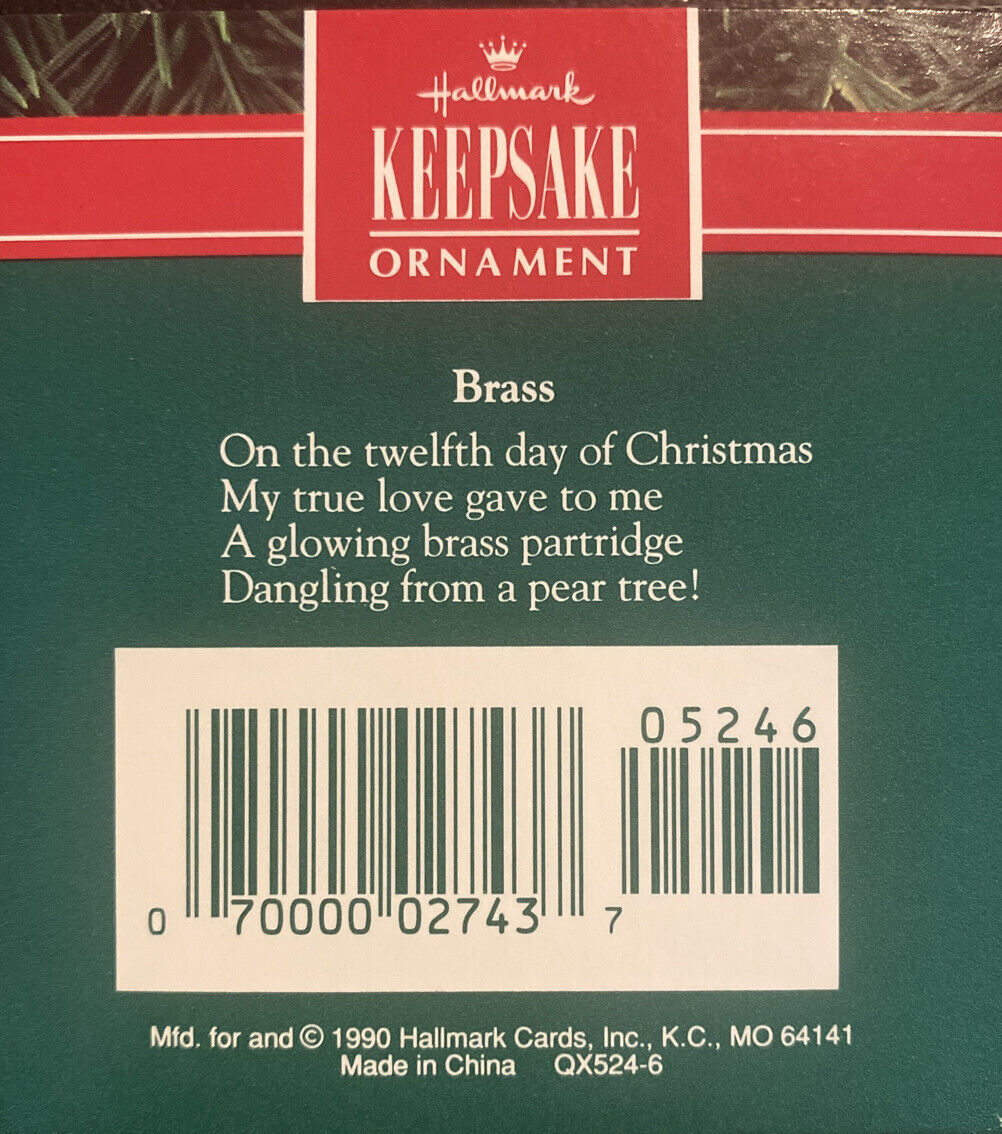 Hallmark
KEEPSAKE
ORNAMENT
Brass
On the twelfth day of Christmas
My true love gave to me
A glowing brass partridge
Dangling from a pear tree!
05246
0 70000 02743 7
Mfd. for and © 1990 Hallmark Cards, Inc., K.C., MO 64141
Made in China QX524-6